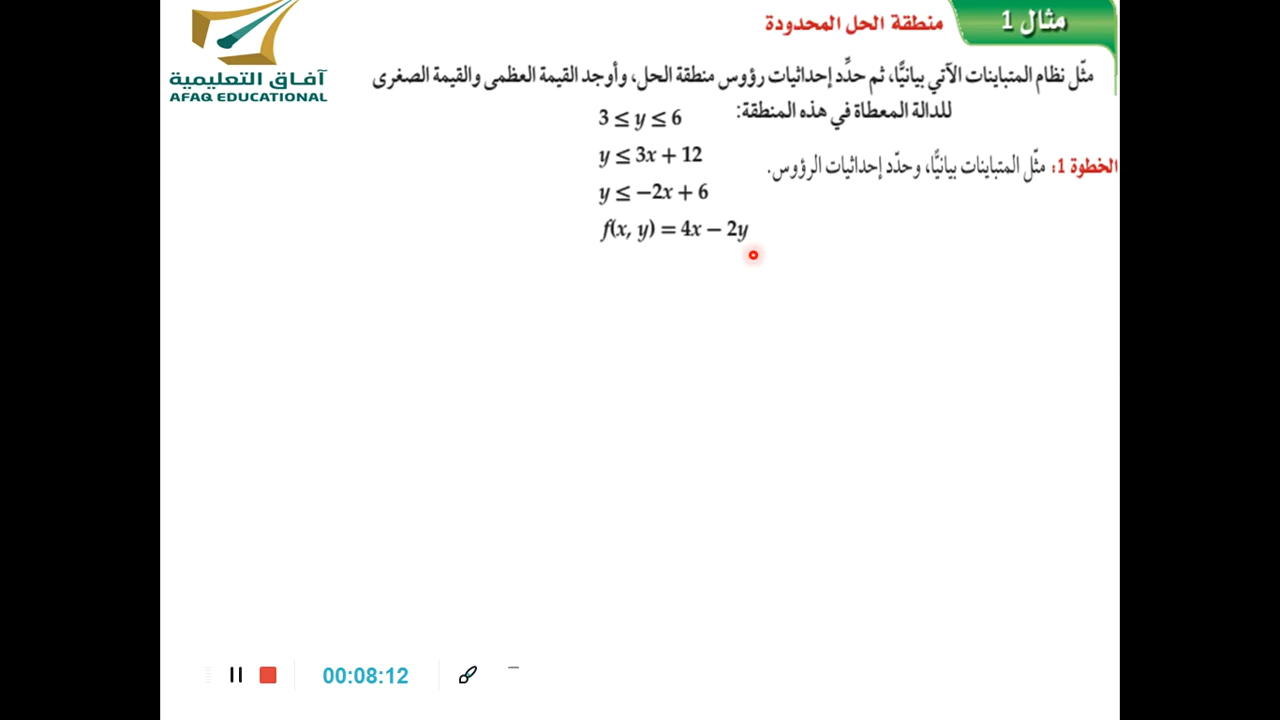 مثال 1
منطقة الحل المحدودة
آفاق التعليمية
AFAQ EDUCATIONAL
مثّل نظام المتباينات الآتي بيانيًّا، ثم حدِّد إحداثيات رؤوس منطقة الحل، وأوجد القيمة العظمى والقيمة الصغرى
للدالة المعطاة في هذه المنطقة:
3 ≤ y ≤ 6
y ≤ 3x + 12
y ≤ −2x + 6
f(x, y) = 4x − 2y
الخطوة 1: مثّل المتباينات بيانيًّا، وحدّد إحداثيات الرؤوس.
00:08:12